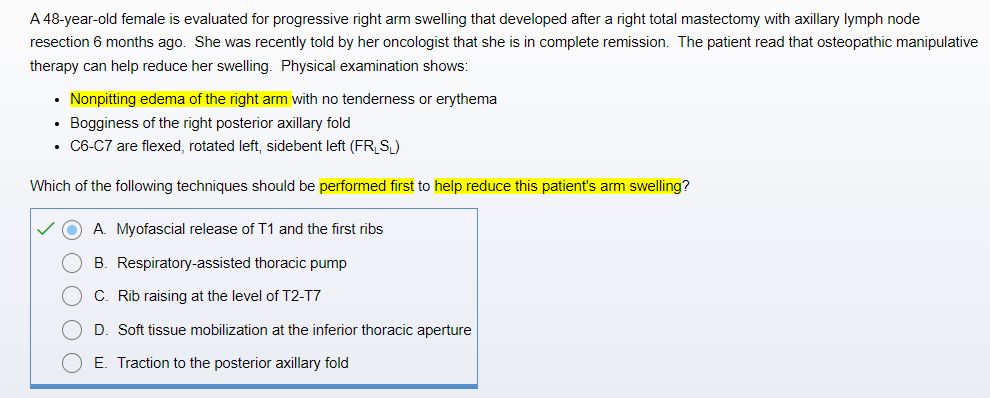 A 48-year-old female is evaluated for progressive right arm swelling that developed after a right total mastectomy with axillary lymph node
resection 6 months ago.  She was recently told by her oncologist that she is in complete remission.  The patient read that osteopathic manipulative
therapy can help reduce her swelling.  Physical examination shows:
• Nonpitting edema of the right arm with no tenderness or erythema
• Bogginess of the right posterior axillary fold
• C6-C7 are flexed, rotated left, sidebent left (FRLSL)
Which of the following techniques should be performed first to help reduce this patient's arm swelling?
A. Myofascial release of T1 and the first ribs
B. Respiratory-assisted thoracic pump
C. Rib raising at the level of T2-T7
D. Soft tissue mobilization at the inferior thoracic aperture
E. Traction to the posterior axillary fold